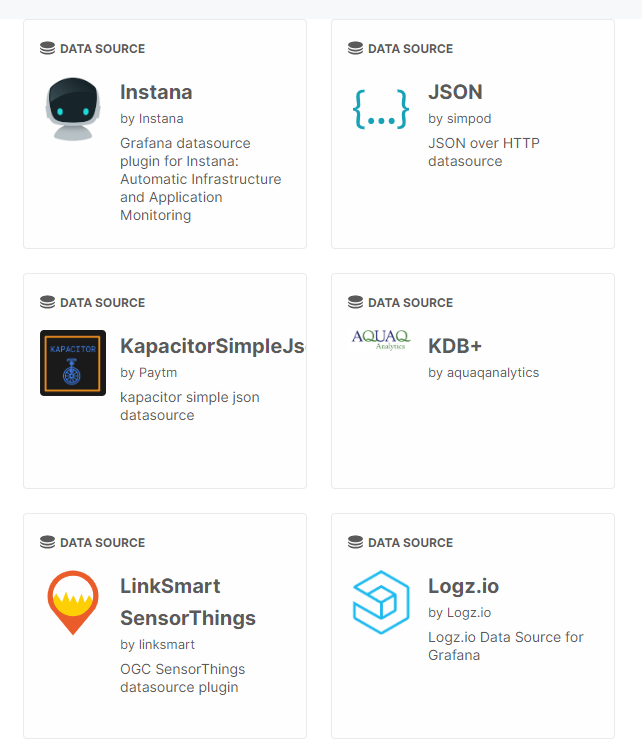 DATA SOURCE
Instana
by Instana
Grafana datasource
plugin for Instana:
Automatic Infrastructure
and Application
Monitoring
DATA SOURCE
{...}
JSON
by simpod
JSON over HTTP
datasource
DATA SOURCE
KAPACITOR
KapacitorSimpleJs
by Paytm
kapacitor simple json
datasource
DATA SOURCE
AQUAQ
Analytics
KDB+
by aquaqanalytics
DATA SOURCE
LinkSmart
SensorThings
by linksmart
OGC SensorThings
datasource plugin
DATA SOURCE
Logz.io
by Logz.io
Logz.io Data Source for
Grafana